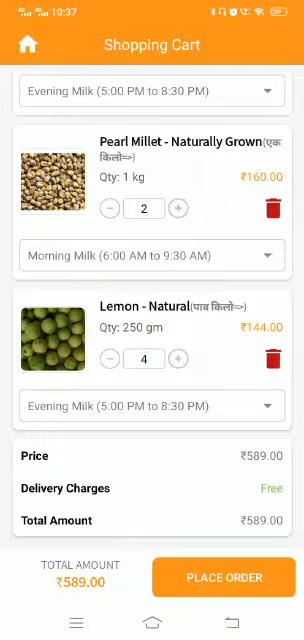 10:37
Shopping Cart
Evening Milk (5:00 PM to 8:30 PM)
Pearl Millet - Naturally Grown(एक
किलो=>)
Qty: 1 kg
₹160.00
2
Morning Milk (6:00 AM to 9:30 AM)
Lemon - Natural(पाव किलो=>)
Qty: 250 gm
₹144.00
4
Evening Milk (5:00 PM to 8:30 PM)
Price ₹589.00
Delivery Charges Free
Total Amount ₹589.00
TOTAL AMOUNT
₹589.00
PLACE ORDER